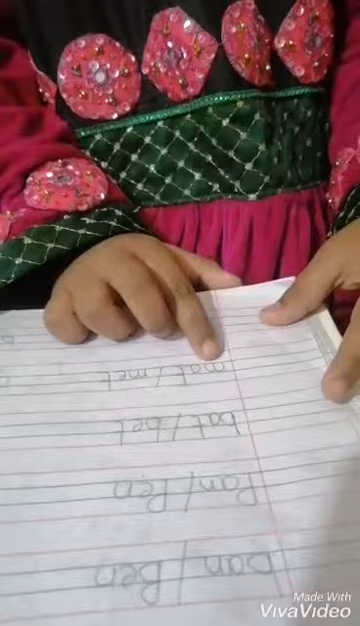 Ban / Ben
Pan / Pen
bat / bet
mat / met
Made With
VivaVideo